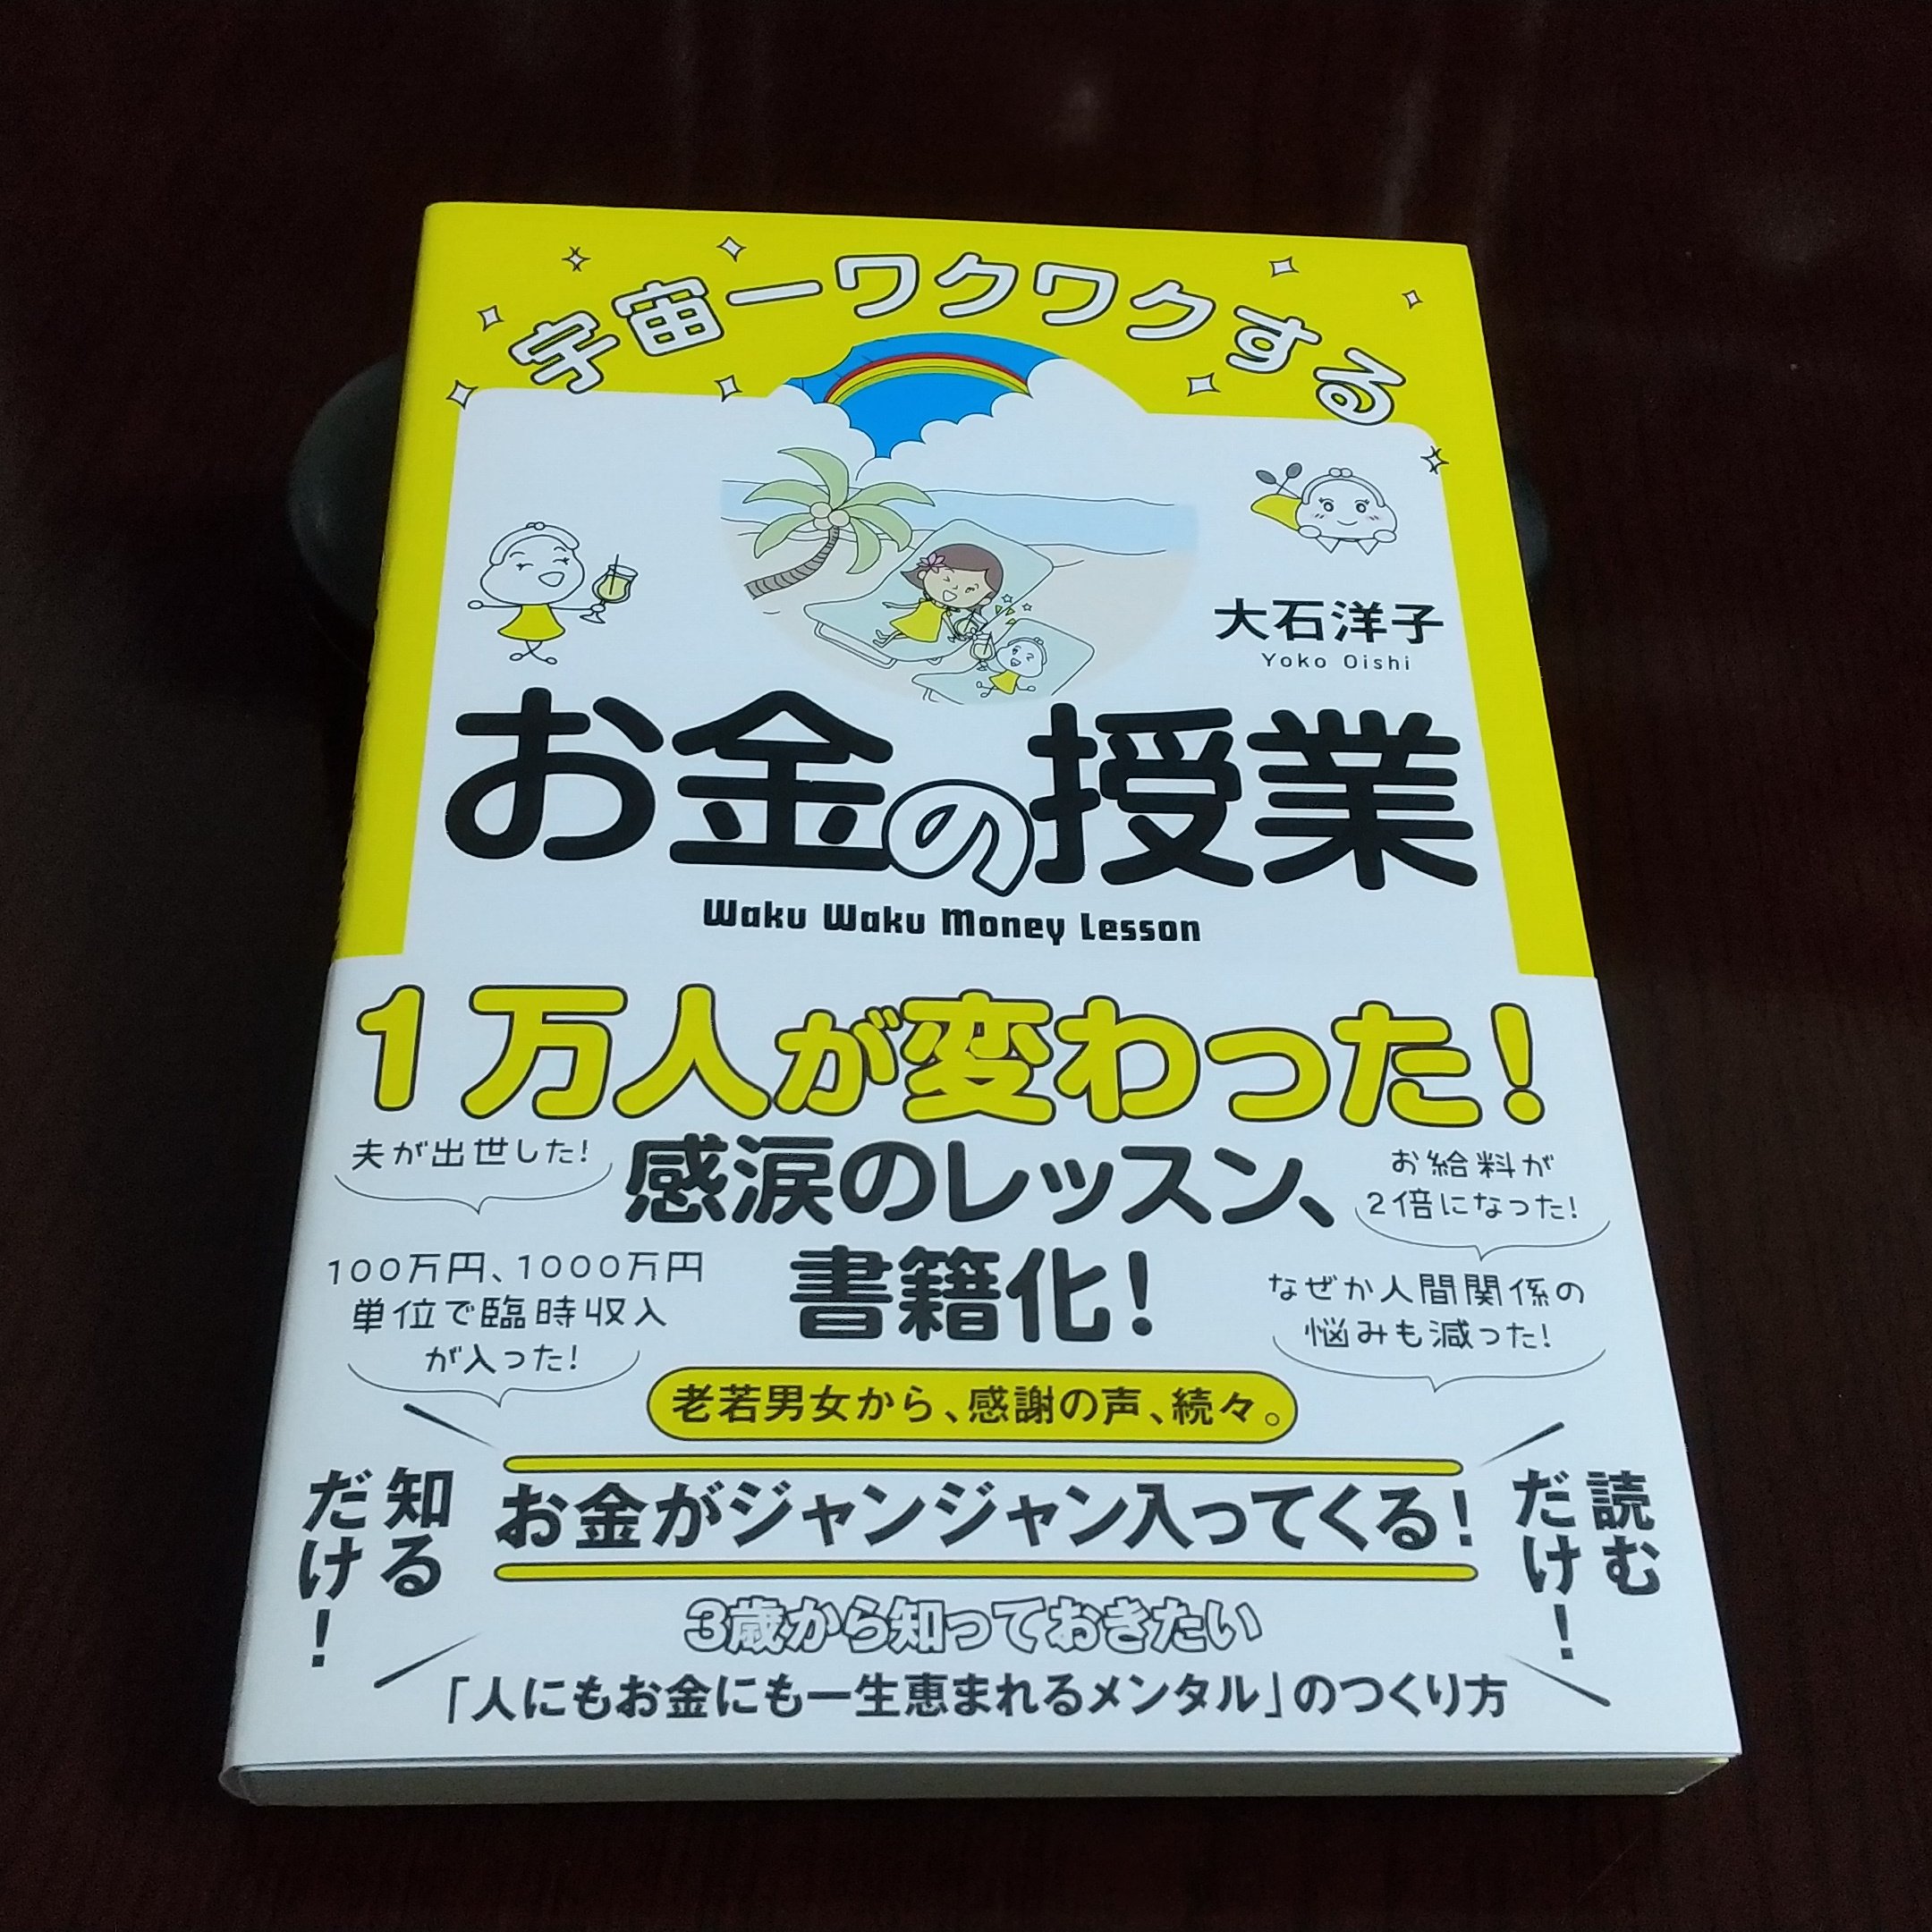 宇宙一ワクワクする
大石洋子
Yoko Oishi
お金の授業
Waku Waku Money Lesson
1万人が変わった!
感涙のレッスン、
書籍化!
夫が出世した!
お給料が
2倍になった!
100万円、1000万円
単位で臨時収入
が入った!
なぜか人間関係の
悩みも減った!
老若男女から、感謝の声、続々。
読む
だけ!
知る
だけ!
お金がジャンジャン入ってくる!
3歳から知っておきたい
「人にもお金にも一生恵まれるメンタル」のつくり方